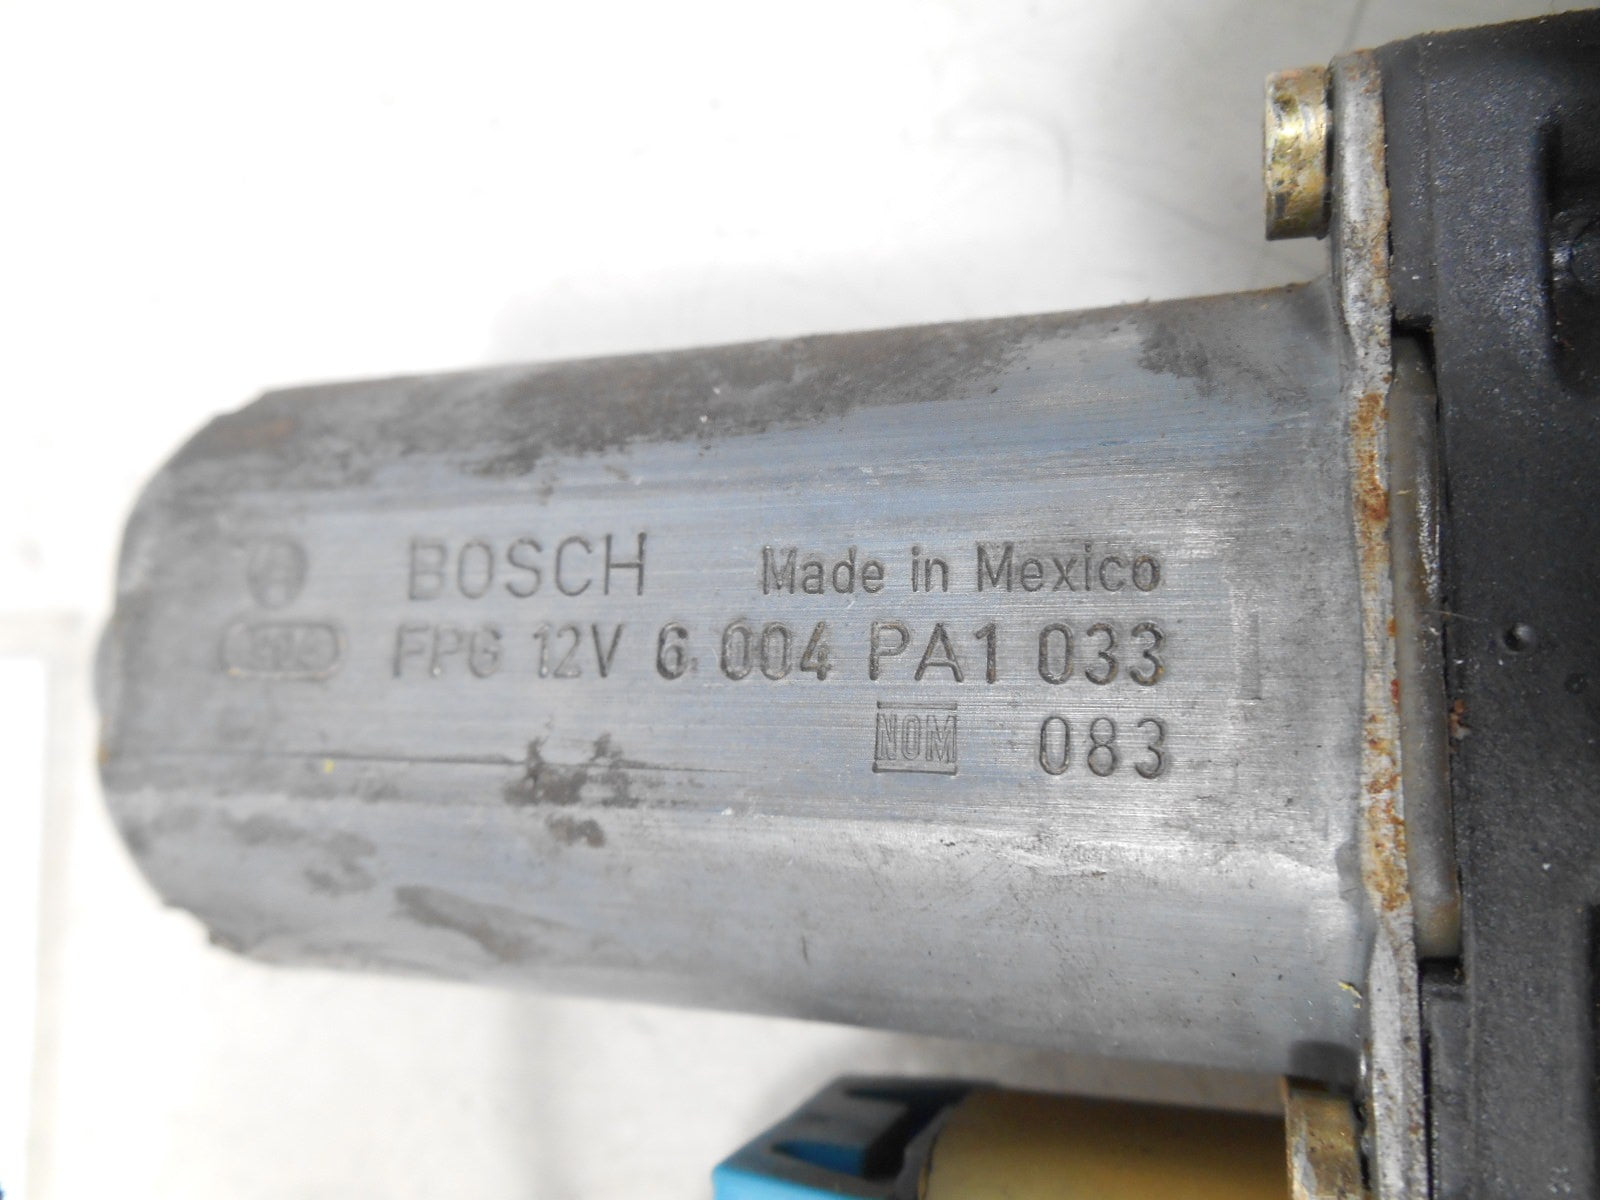 BOSCH Made in Mexico
FPG 12V 6 004 PA1 033
NOM 083